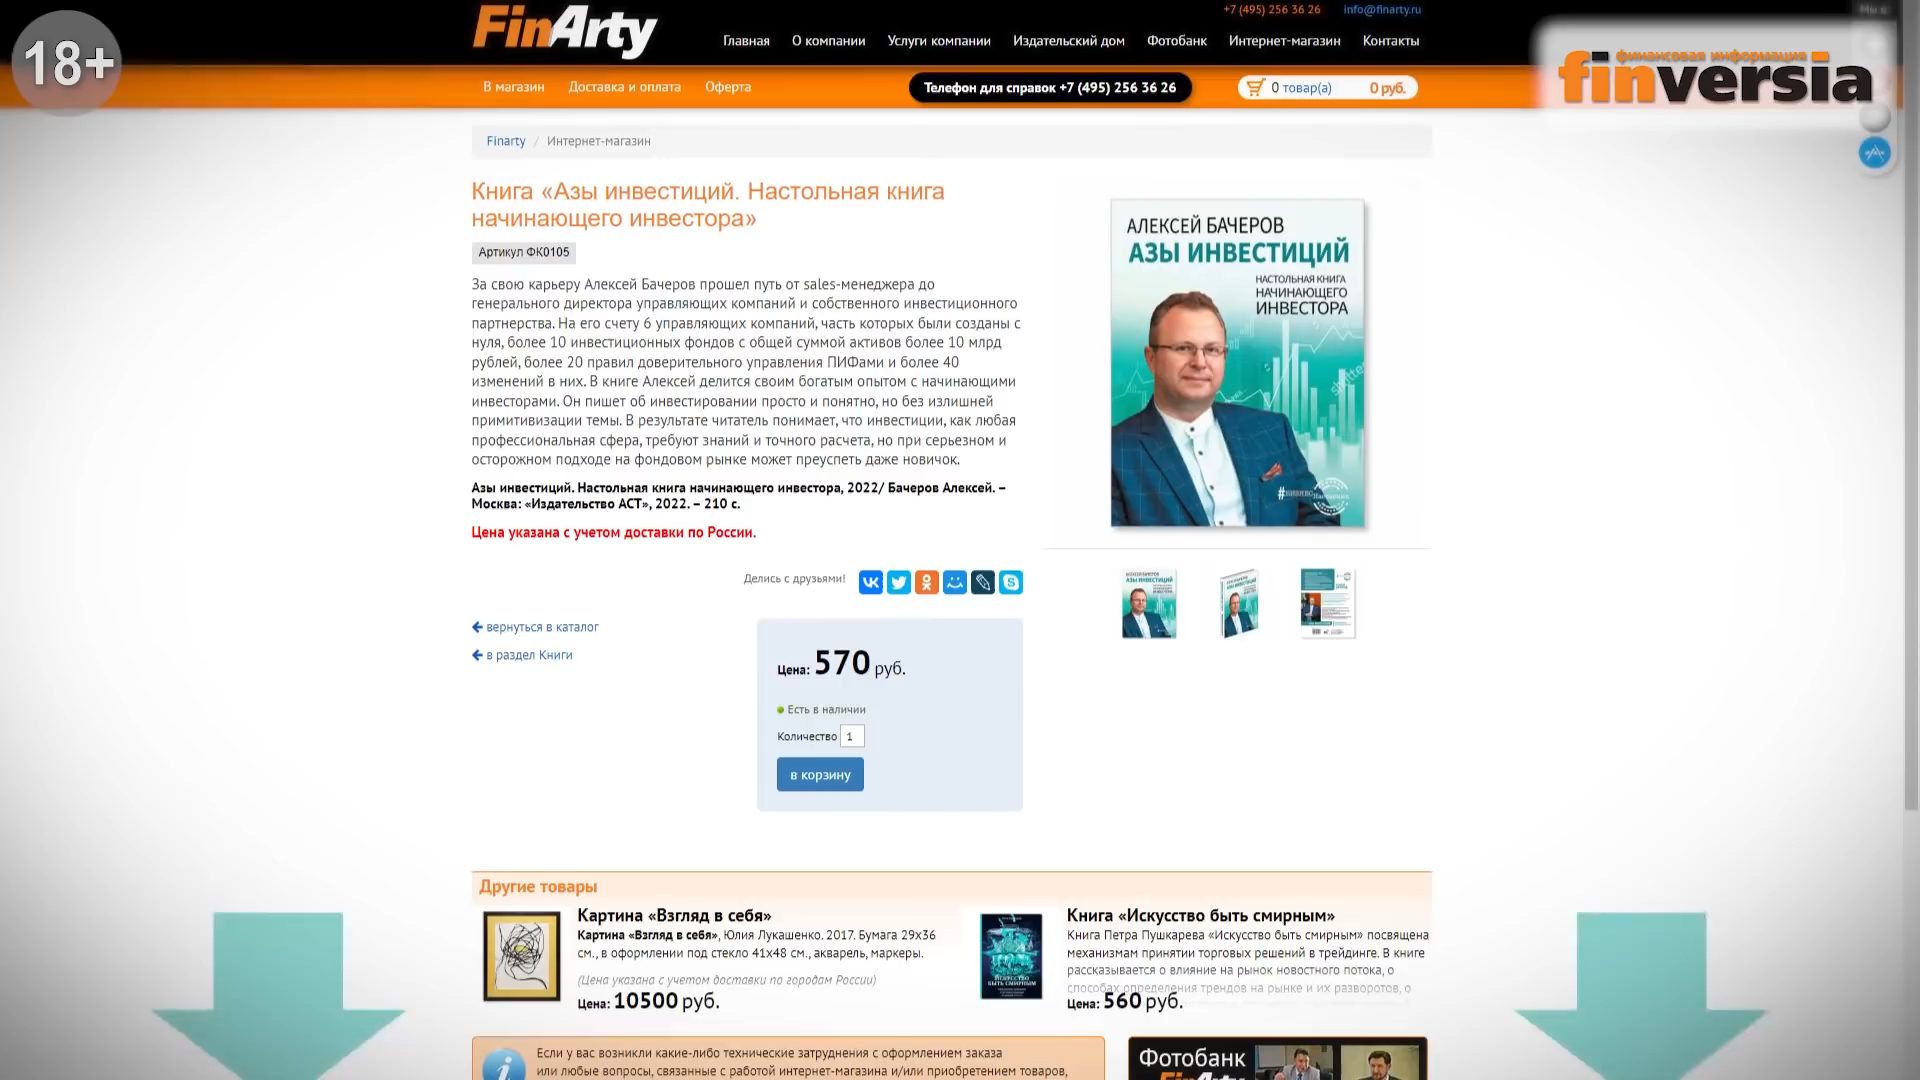 18+
FinArty
+7 (495) 256 36 26 info@finarty.ru
Главная О компании Услуги компании Издательский дом Фотобанк Интернет-магазин Контакты
финансовая информация
finversia
В магазин Доставка и оплата Оферта
Телефон для справок +7 (495) 256 36 26
0 товар(а) 0 руб.
Finarty / Интернет-магазин
Книга «Азы инвестиций. Настольная книга
начинающего инвестора»
Артикул ФК0105
За свою карьеру Алексей Бачеров прошел путь от sales-менеджера до
генерального директора управляющих компаний и собственного инвестиционного
партнерства. На его счету 6 управляющих компаний, часть которых были созданы с
нуля, более 10 инвестиционных фондов с общей суммой активов более 10 млрд
рублей, более 20 правил доверительного управления ПИФами и более 40
изменений в них. В книге Алексей делится своим богатым опытом с начинающими
инвесторами. Он пишет об инвестировании просто и понятно, но без излишней
примитивизации темы. В результате читатель понимает, что инвестиции, как любая
профессиональная сфера, требуют знаний и точного расчета, но при серьезном и
осторожном подходе на фондовом рынке может преуспеть даже новичок.
Азы инвестиций. Настольная книга начинающего инвестора, 2022/ Бачеров Алексей. –
Москва: «Издательство АСТ», 2022. – 210 с.
Цена указана с учетом доставки по России.
Делись с друзьями!
АЛЕКСЕЙ БАЧЕРОВ
АЗЫ ИНВЕСТИЦИЙ
НАСТОЛЬНАЯ КНИГА
НАЧИНАЮЩЕГО
ИНВЕСТОРА
вернуться в каталог
в раздел Книги
Цена: 570 руб.
Есть в наличии
Количество 1
в корзину
Другие товары
Картина «Взгляд в себя»
Картина «Взгляд в себя», Юлия Лукашенко. 2017. Бумага 29х36
см., в оформлении под стекло 41х48 см., акварель, маркеры.
(Цена указана с учетом доставки по городам России)
Цена: 10500 руб.
Книга «Искусство быть смирным»
Книга Петра Пушкарева «Искусство быть смирным» посвящена
механизмам принятии торговых решений в трейдинге. В книге
рассказывается о влияние на рынок новостного потока, о
способах определения трендов на рынке и их разворотов, о
Цена: 560 руб.
Если у вас возникли какие-либо технические затруднения с оформлением заказа
или любые вопросы, связанные с работой интернет-магазина и/или приобретением товаров,
Фотобанк